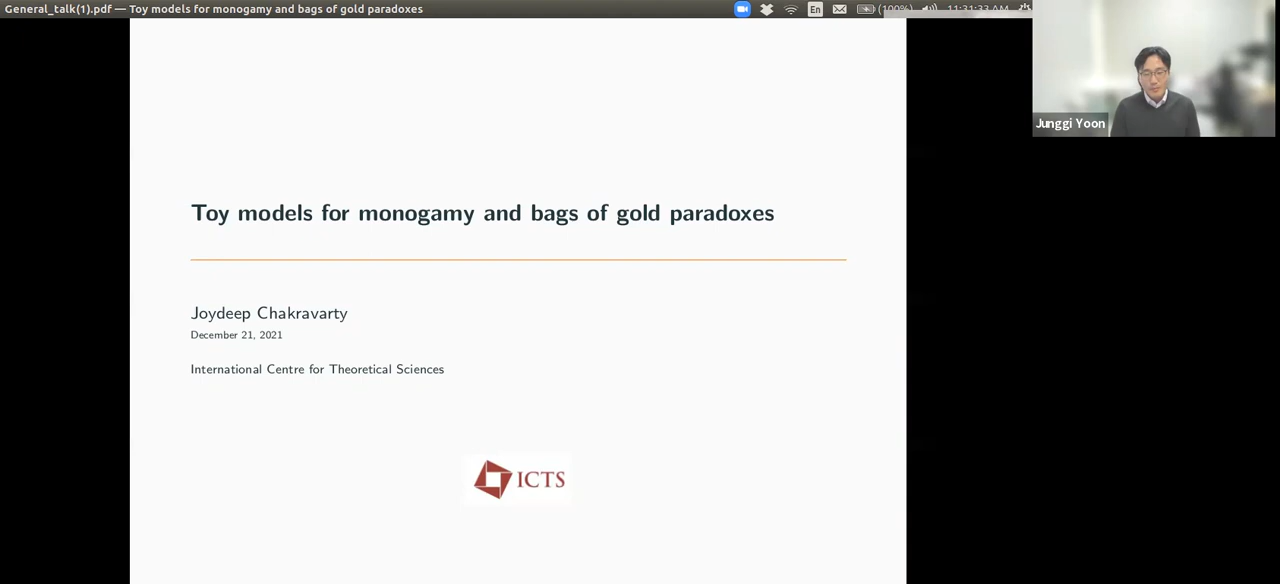 General_talk(1).pdf — Toy models for monogamy and bags of gold paradoxes
En
(100%)
11:31:33 AM
Junggi Yoon
Toy models for monogamy and bags of gold paradoxes
Joydeep Chakravarty
December 21, 2021
International Centre for Theoretical Sciences
ICTS